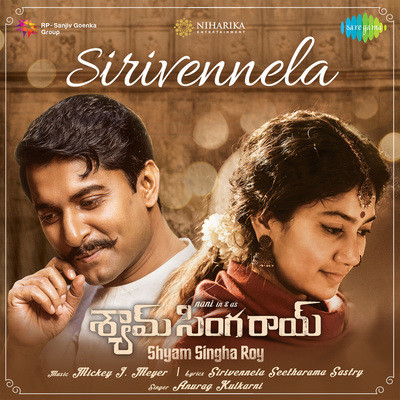 RP - Sanjiv Goenka
Group
NIHARIKA
ENTERTAINMENT
saregama
Sirivennela
nani in & as
శ్యామ్ సింగ రాయ్
Shyam Singha Roy
Music Mickey J. Meyer | Lyrics Sirivennela Seetharama Sastry
Singer Anurag Kulkarni